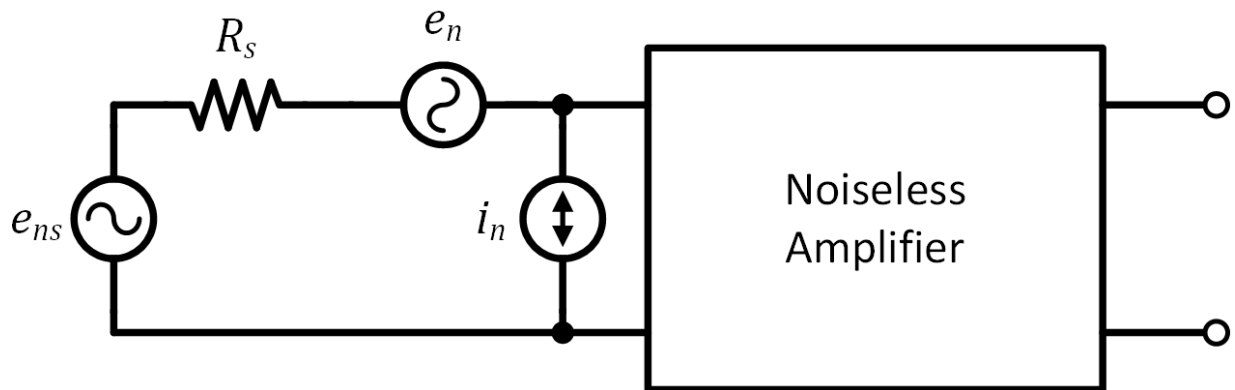 R_s
e_n
e_ns
i_n
Noiseless
Amplifier